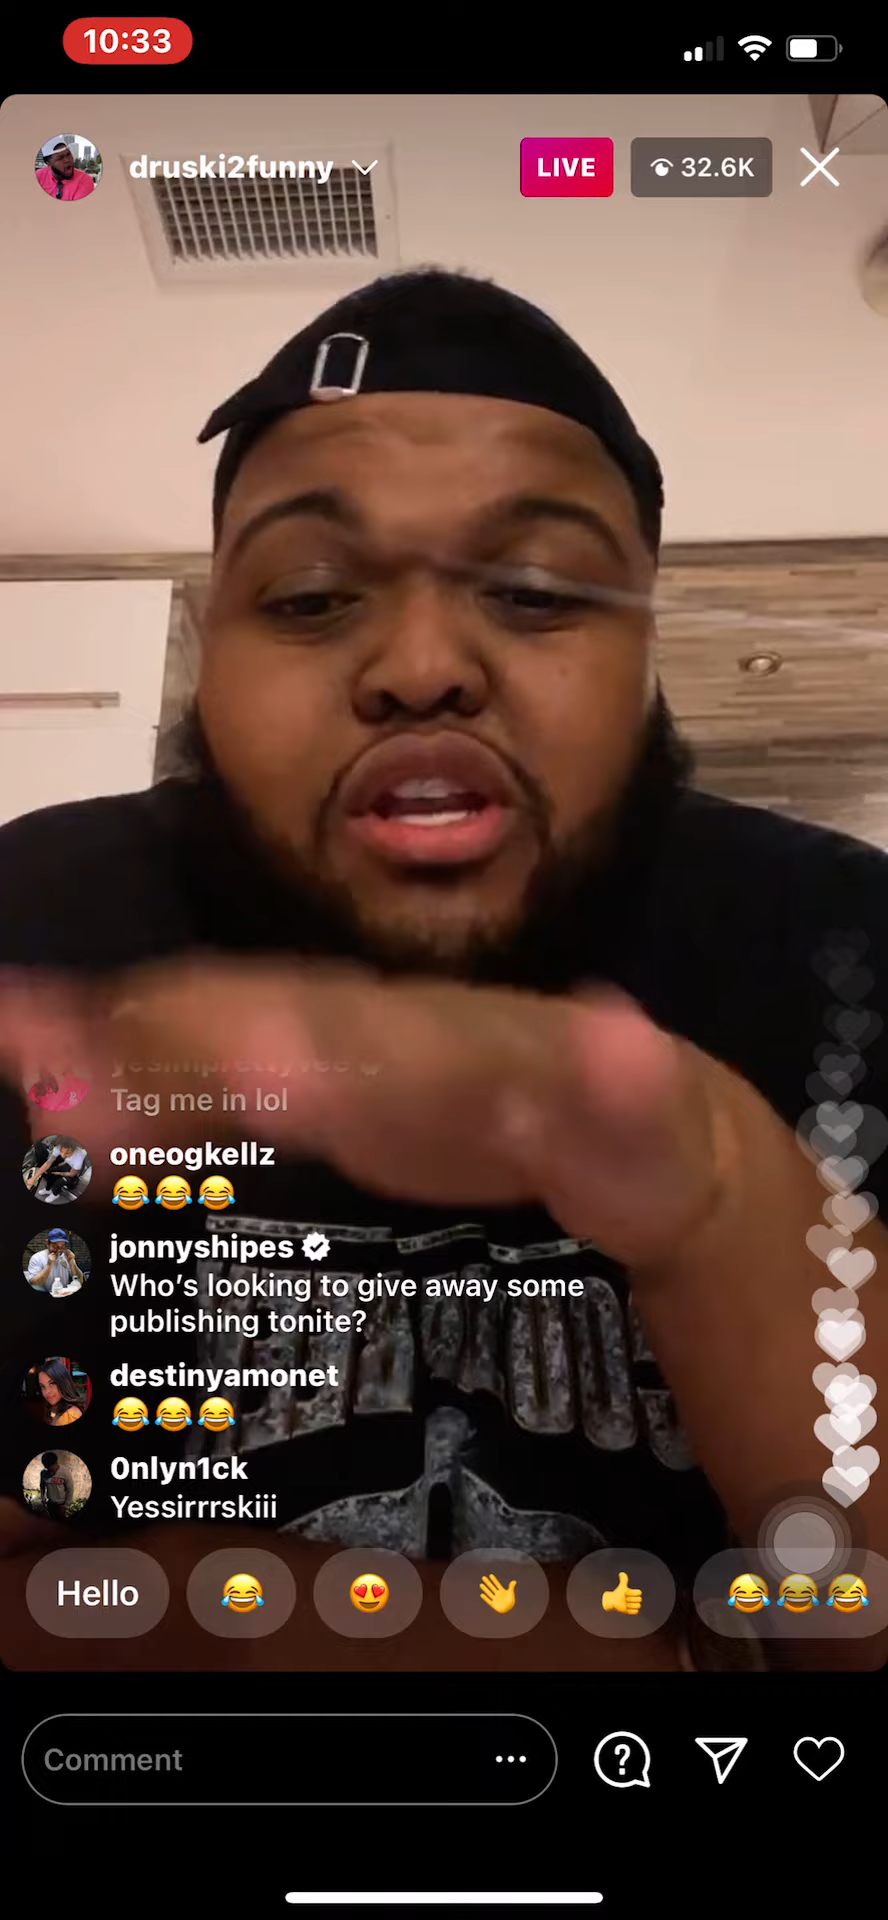 10:33
druski2funny
LIVE
32.6K
Tag me in lol
oneogkellz
😂😂😂
jonnyshipes
Who's looking to give away some
publishing tonite?
destinyamonet
😂😂😂
0nlyn1ck
Yessirrrskiii
Hello 😂 😍 👋 👍 😂😂😂
Comment